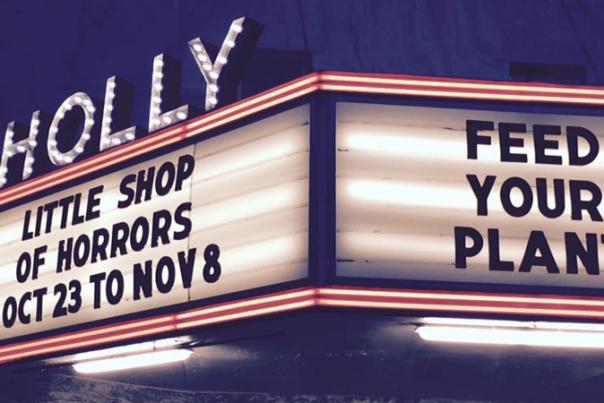 HOLLY
LITTLE SHOP
OF HORRORS
OCT 23 TO NOV 8
FEED
YOUR
PLANT